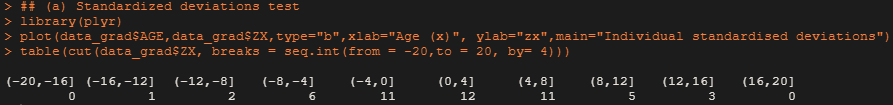 > ## (a) Standardized deviations test
> library(plyr)
> plot(data_grad$AGE,data_grad$ZX,type="b",xlab="Age (x)", ylab="zx",main="Individual standardised deviations")
> table(cut(data_grad$ZX, breaks = seq.int(from = -20,to = 20, by= 4)))
(-20,-16] (-16,-12] (-12,-8] (-8,-4] (-4,0] (0,4] (4,8] (8,12] (12,16] (16,20]
0 1 2 6 11 12 11 5 3 0